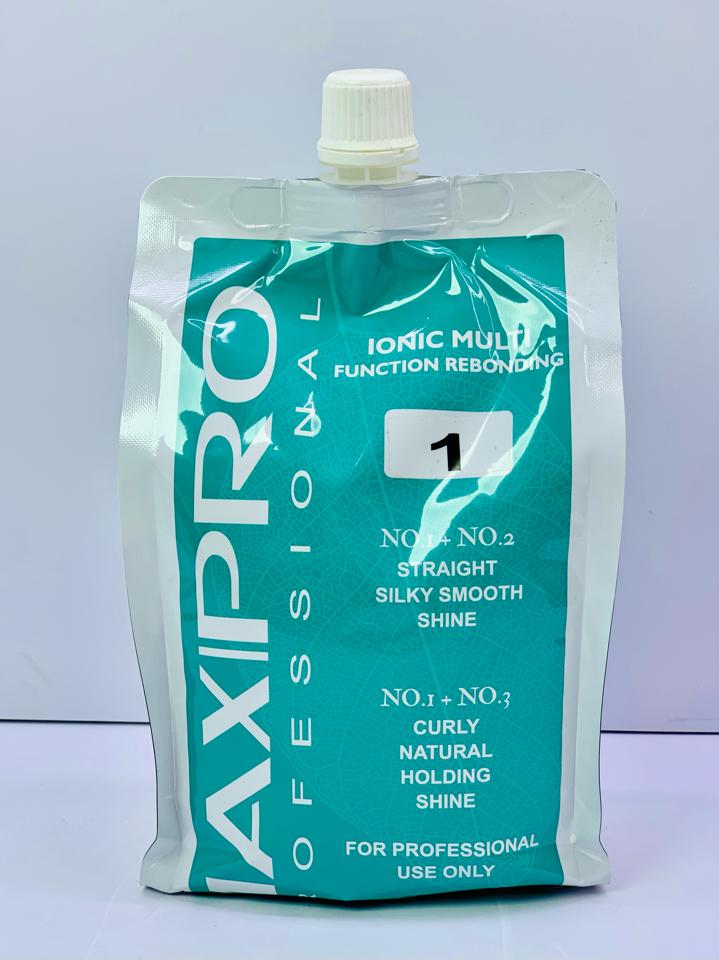 IONIC MULTI
FUNCTION REBONDING
1
NO.1 + NO.2
STRAIGHT
SILKY SMOOTH
SHINE
NO.1 + NO.3
CURLY
NATURAL
HOLDING
SHINE
FOR PROFESSIONAL
USE ONLY
MAXPRO
PROFESSIONAL